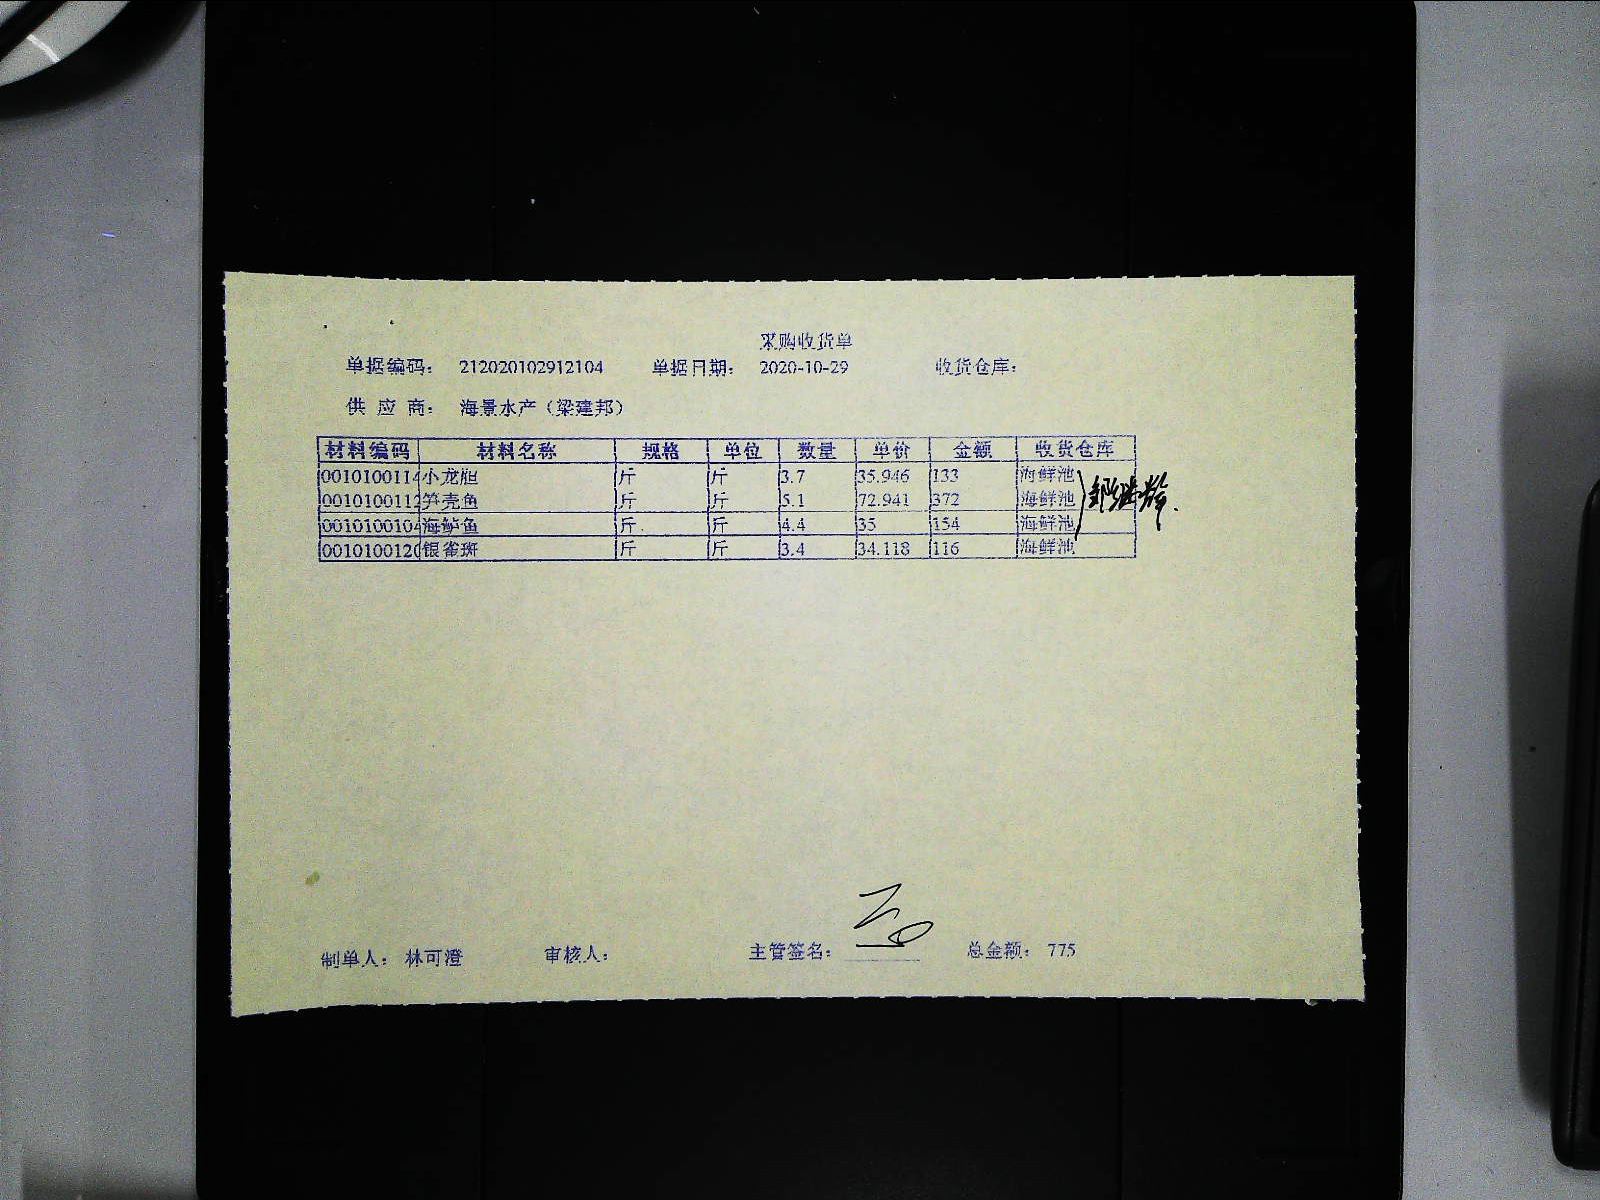 采购收货单
单据编码： 212020102912104 单据日期： 2020-10-29 收货仓库：
供 应 商： 海景水产（梁建邦）
材料编码 材料名称 规格 单位 数量 单价 金额 收货仓库
0010100114 小龙胆 斤 斤 3.7 35.946 133 海鲜池
0010100112 笋壳鱼 斤 斤 5.1 72.941 372 海鲜池
0010100104 海鲈鱼 斤 斤 4.4 35 154 海鲜池
0010100120 银雀斑 斤 斤 3.4 34.118 116 海鲜池
制单人： 林可澄 审核人： 主管签名： 总金额： 775